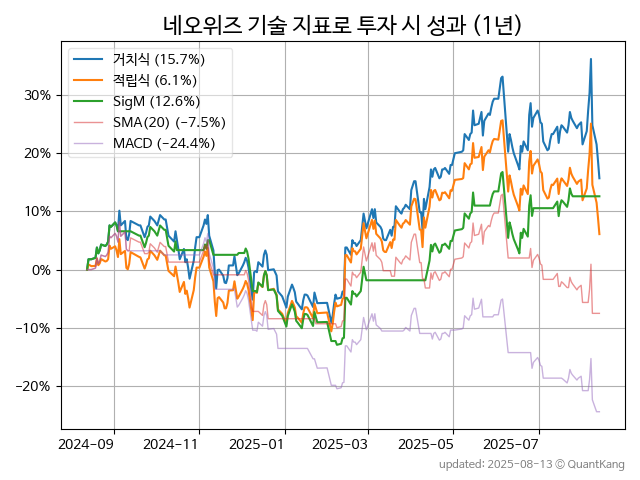 네오위즈 기술 지표로 투자 시 성과 (1년)
거치식 (15.7%)
적립식 (6.1%)
SigM (12.6%)
SMA(20) (−7.5%)
MACD (−24.4%)
30%
20%
10%
0%
−10%
−20%
2024-09
2024-11
2025-01
2025-03
2025-05
2025-07
updated: 2025-08-13 ⓒ QuantKang